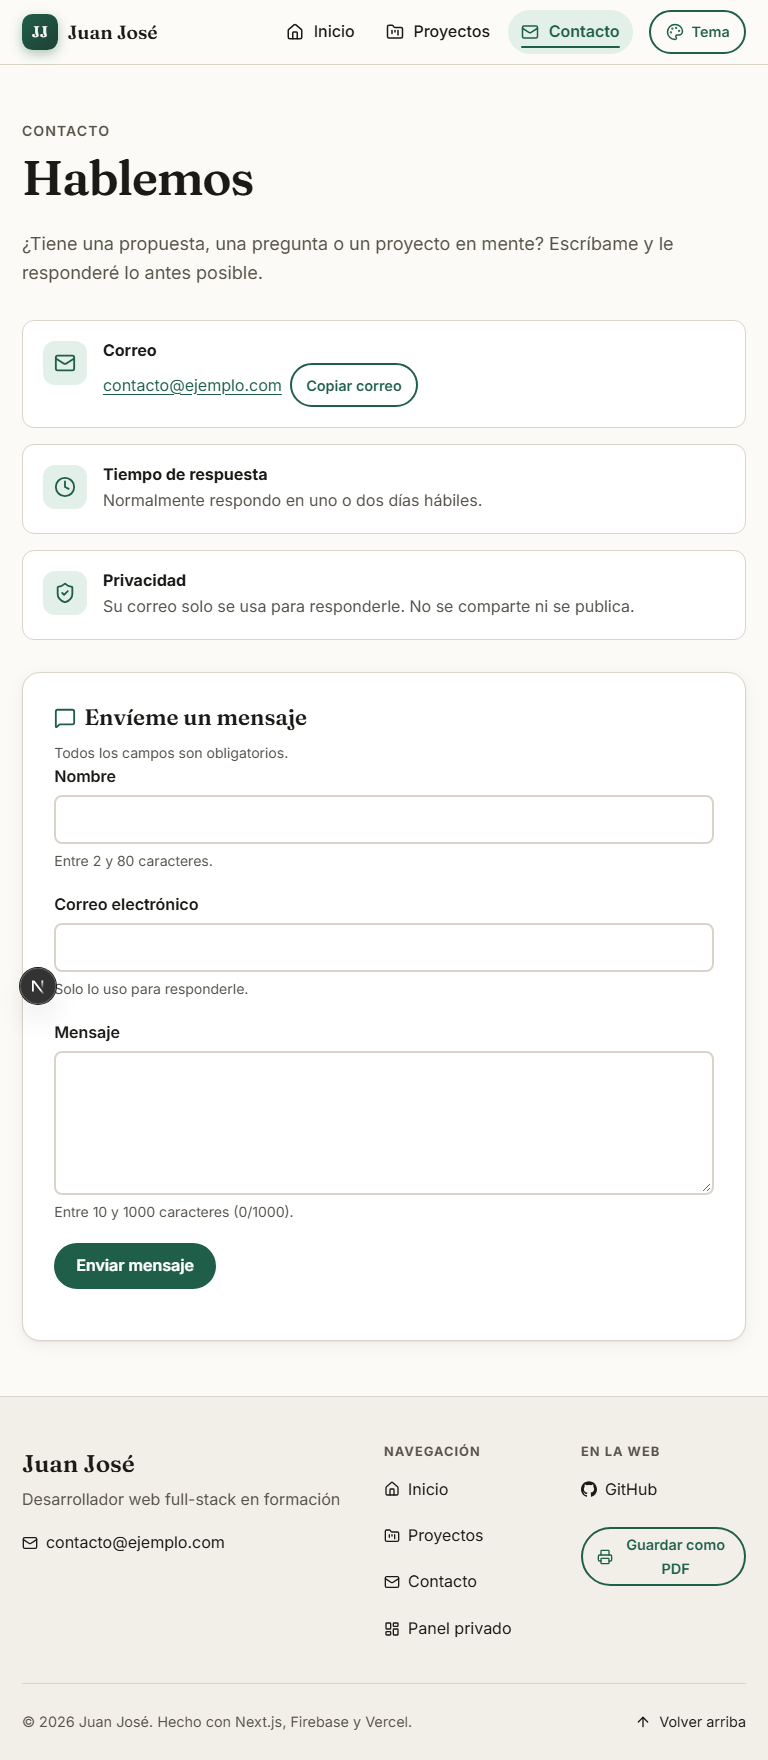 JJ Juan José Inicio Proyectos Contacto Tema
CONTACTO
Hablemos
¿Tiene una propuesta, una pregunta o un proyecto en mente? Escríbame y le
responderé lo antes posible.
Correo
contacto@ejemplo.com Copiar correo
Tiempo de respuesta
Normalmente respondo en uno o dos días hábiles.
Privacidad
Su correo solo se usa para responderle. No se comparte ni se publica.
Envíeme un mensaje
Todos los campos son obligatorios.
Nombre
Entre 2 y 80 caracteres.
Correo electrónico
N
Solo lo uso para responderle.
Mensaje
Entre 10 y 1000 caracteres (0/1000).
Enviar mensaje
Juan José
Desarrollador web full-stack en formación
contacto@ejemplo.com
NAVEGACIÓN
Inicio
Proyectos
Contacto
Panel privado
EN LA WEB
GitHub
Guardar como
PDF
© 2026 Juan José. Hecho con Next.js, Firebase y Vercel.
Volver arriba